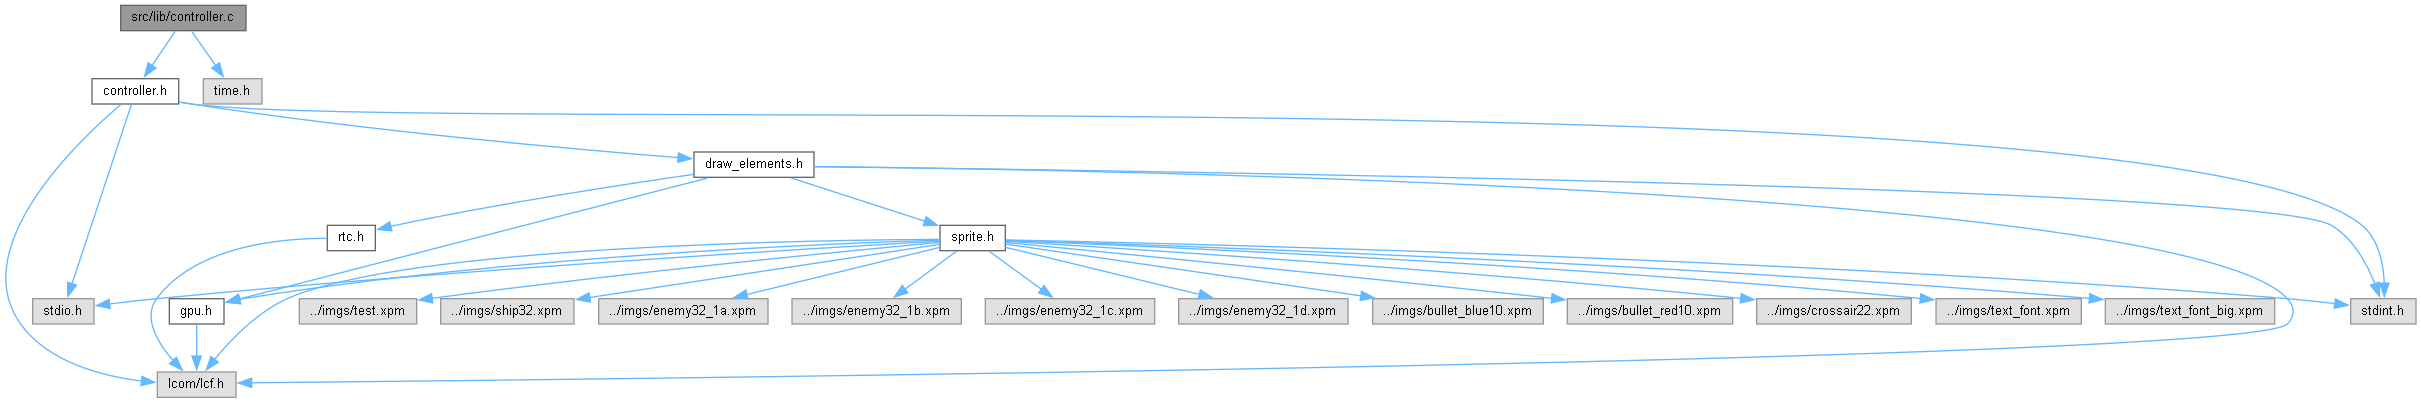 src/lib/controller.c
controller.h
time.h
draw_elements.h
rtc.h
sprite.h
stdio.h
gpu.h
../imgs/test.xpm
../imgs/ship32.xpm
../imgs/enemy32_1a.xpm
../imgs/enemy32_1b.xpm
../imgs/enemy32_1c.xpm
../imgs/enemy32_1d.xpm
../imgs/bullet_blue10.xpm
../imgs/bullet_red10.xpm
../imgs/crossair22.xpm
../imgs/text_font.xpm
../imgs/text_font_big.xpm
stdint.h
lcom/lcf.h